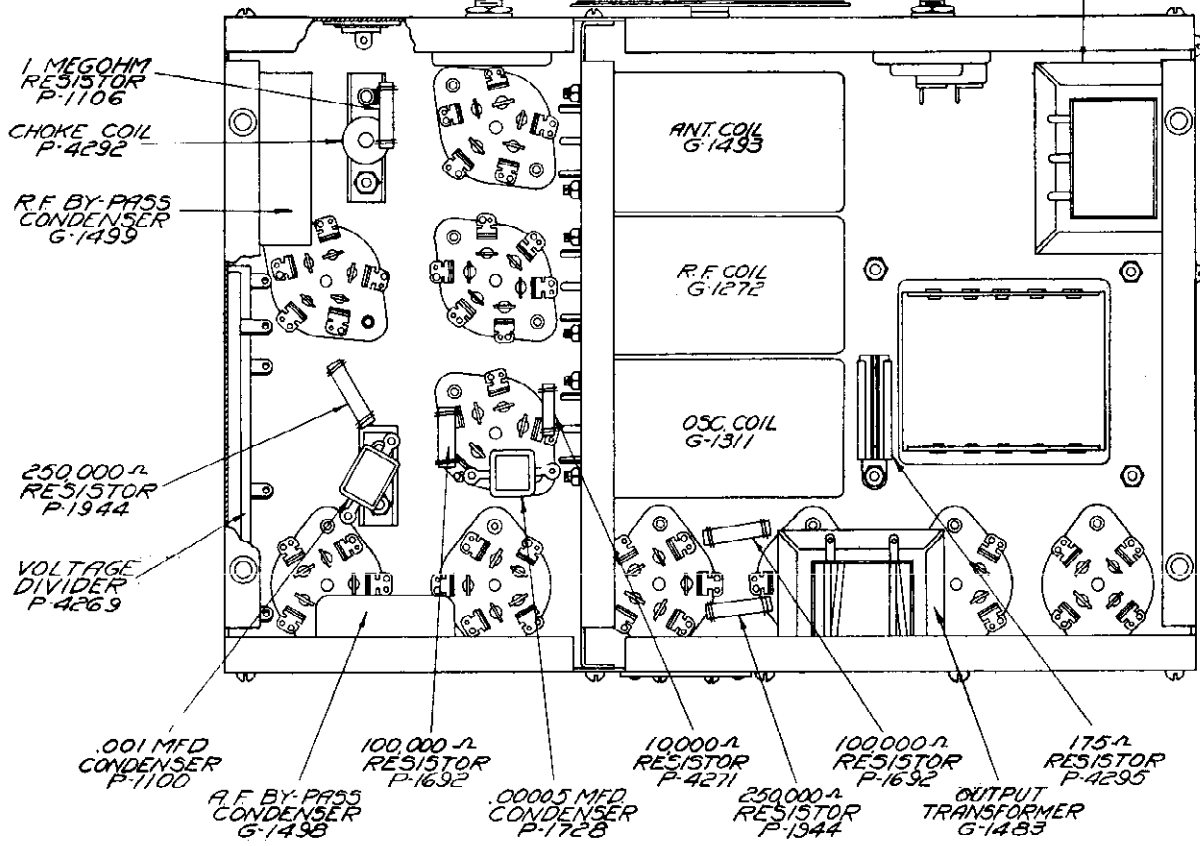 1 MEGOHM
RESISTOR
P-1106
CHOKE COIL
P-4292
R.F. BY-PASS
CONDENSER
G-1499
ANT. COIL
G-1493
R.F. COIL
G-1272
OSC. COIL
G-1311
250,000 Ω
RESISTOR
P-1944
VOLTAGE
DIVIDER
P-4269
.001 MFD
CONDENSER
P-1100
A.F. BY-PASS
CONDENSER
G-1498
100,000 Ω
RESISTOR
P-1692
.00005 MFD.
CONDENSER
P-1728
10,000 Ω
RESISTOR
P-4271
250,000 Ω
RESISTOR
P-1944
100,000 Ω
RESISTOR
P-1692
OUTPUT
TRANSFORMER
G-1483
175 Ω
RESISTOR
P-4295